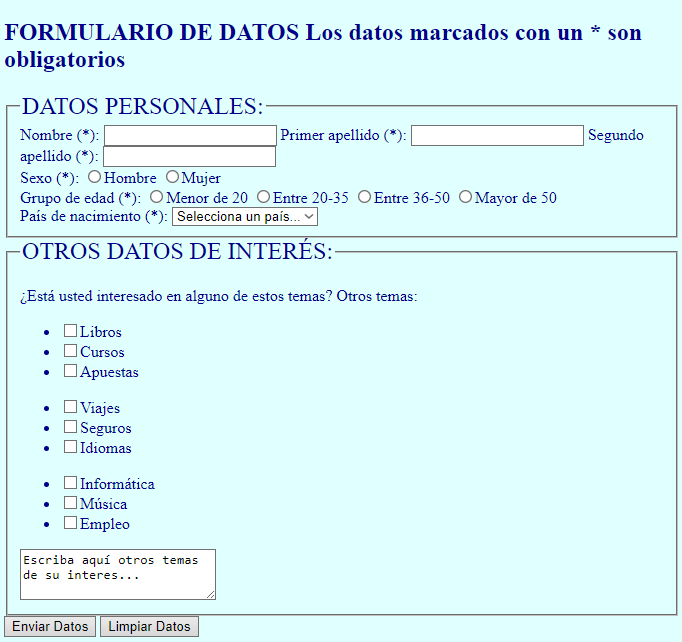 FORMULARIO DE DATOS Los datos marcados con un * son
obligatorios
DATOS PERSONALES:
Nombre (*): Primer apellido (*): Segundo
apellido (*):
Sexo (*): Hombre Mujer
Grupo de edad (*): Menor de 20 Entre 20-35 Entre 36-50 Mayor de 50
País de nacimiento (*): Selecciona un país...
OTROS DATOS DE INTERÉS:
¿Está usted interesado en alguno de estos temas? Otros temas:
Libros
Cursos
Apuestas
Viajes
Seguros
Idiomas
Informática
Música
Empleo
Escriba aquí otros temas
de su interes...
Enviar Datos Limpiar Datos